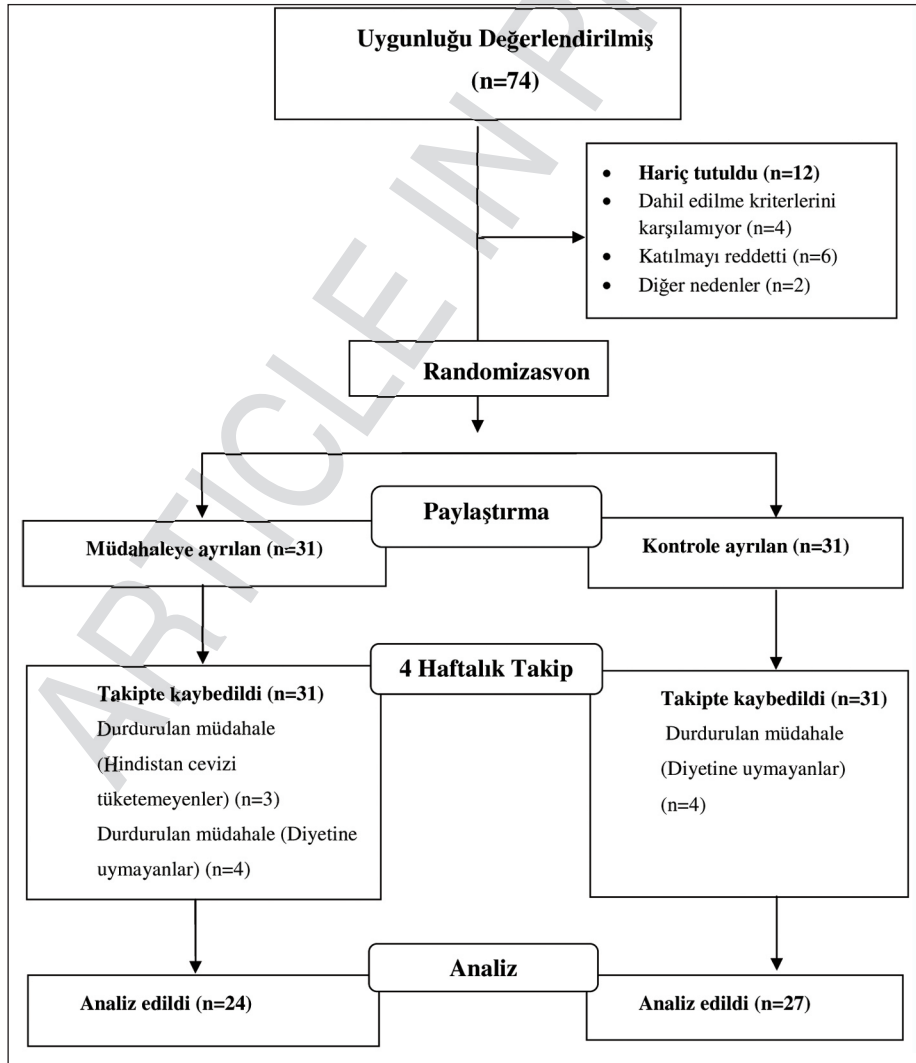 Uygunluğu Değerlendirilmiş
(n=74)
• Hariç tutuldu (n=12)
• Dahil edilme kriterlerini
karşılamıyor (n=4)
• Katılmayı reddetti (n=6)
• Diğer nedenler (n=2)
Randomizasvon
Paylaştırma
Müdahaleye ayrılan (n=31)
Kontrole ayrılan (n=31)
4 Haftalık Takip
Takipte kaybedildi (n=31)
Durdurulan müdahale
(Hindistan cevizi
tüketemeyenler) (n=3)
Durdurulan müdahale (Diyetine
uymayanlar) (n=4)
Takipte kaybedildi (n=31)
Durdurulan müdahale
(Diyetine uymayanlar)
(n=4)
Analiz
Analiz edildi (n=24)
Analiz edildi (n=27)
ARTICLE IN PR